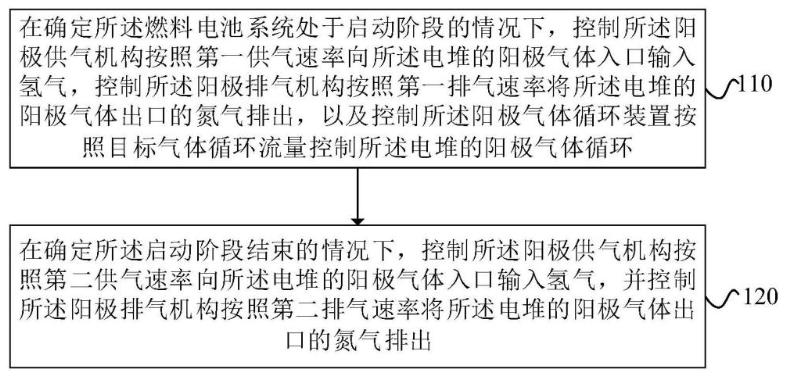 在确定所述燃料电池系统处于启动阶段的情况下，控制所述阳
极供气机构按照第一供气速率向所述电堆的阳极气体入口输入
氢气，控制所述阳极排气机构按照第一排气速率将所述电堆的
阳极气体出口的氮气排出，以及控制所述阳极气体循环装置按
照目标气体循环流量控制所述电堆的阳极气体循环
110
在确定所述启动阶段结束的情况下，控制所述阳极供气机构按
照第二供气速率向所述电堆的阳极气体入口输入氢气，并控制
所述阳极排气机构按照第二排气速率将所述电堆的阳极气体出
口的氮气排出
120